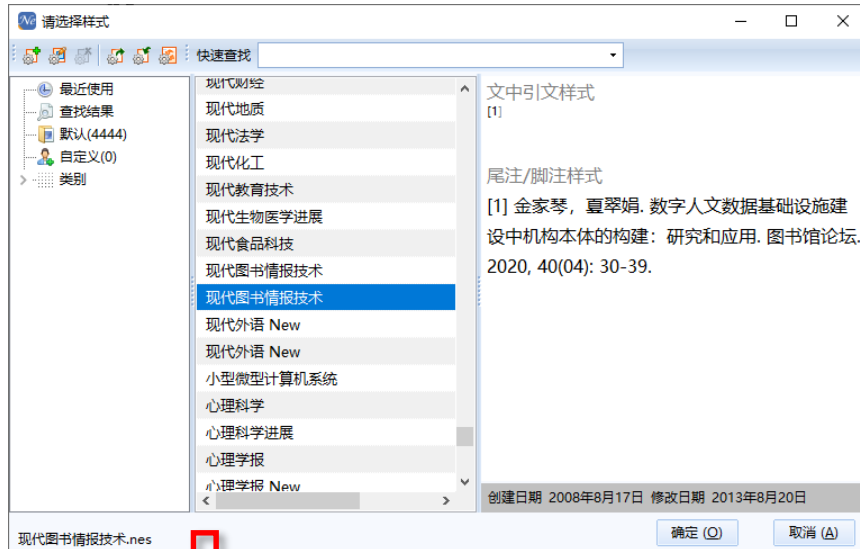 Ne 请选择样式
快速查找
最近使用
查找结果
默认(4444)
自定义(0)
类别
现代财经
现代地质
现代法学
现代化工
现代教育技术
现代生物医学进展
现代食品科技
现代图书情报技术
现代图书情报技术
现代外语 New
现代外语 New
小型微型计算机系统
心理科学
心理科学进展
心理学报
心理学报 New
文中引文样式
[1]
尾注/脚注样式
[1] 金家琴，夏翠娟. 数字人文数据基础设施建
设中机构本体的构建：研究和应用. 图书馆论坛.
2020, 40(04): 30-39.
创建日期 2008年8月17日 修改日期 2013年8月20日
现代图书情报技术.nes
确定 (O)
取消 (A)